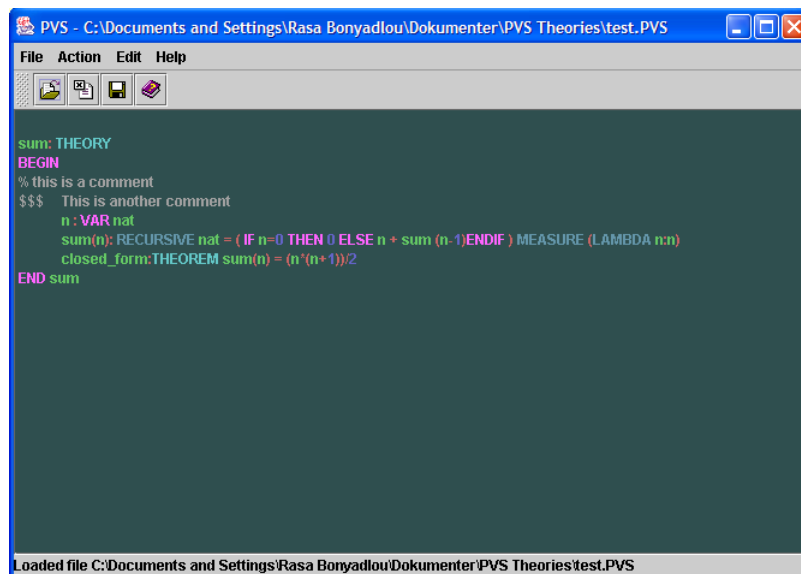 PVS - C:\Documents and Settings\Rasa Bonyadlou\Dokumenter\PVS Theories\test.PVS
File Action Edit Help
sum: THEORY
BEGIN
% this is a comment
$$$ This is another comment
n : VAR nat
sum(n): RECURSIVE nat = ( IF n=0 THEN 0 ELSE n + sum (n-1)ENDIF ) MEASURE (LAMBDA n:n)
closed_form:THEOREM sum(n) = (n*(n+1))/2
END sum
Loaded file C:\Documents and Settings\Rasa Bonyadlou\Dokumenter\PVS Theories\test.PVS